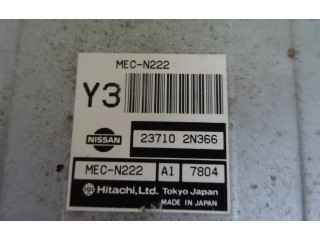 MEC-N222
Y3
NISSAN
23710 2N366
MEC-N222 A1 7804
Hitachi, Ltd. Tokyo Japan
MADE IN JAPAN